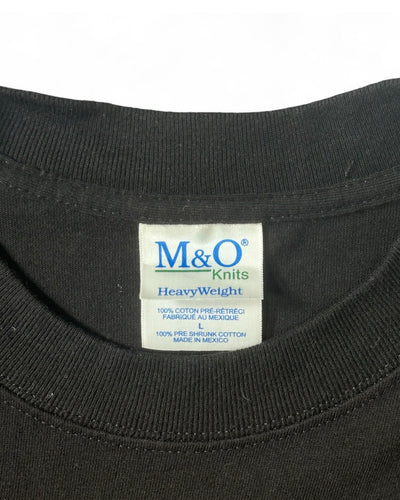 M&O®
Knits
HeavyWeight
100% COTON PRÉ-RÉTRÉCI
FABRIQUÉ AU MEXIQUE
L
100% PRE SHRUNK COTTON
MADE IN MEXICO